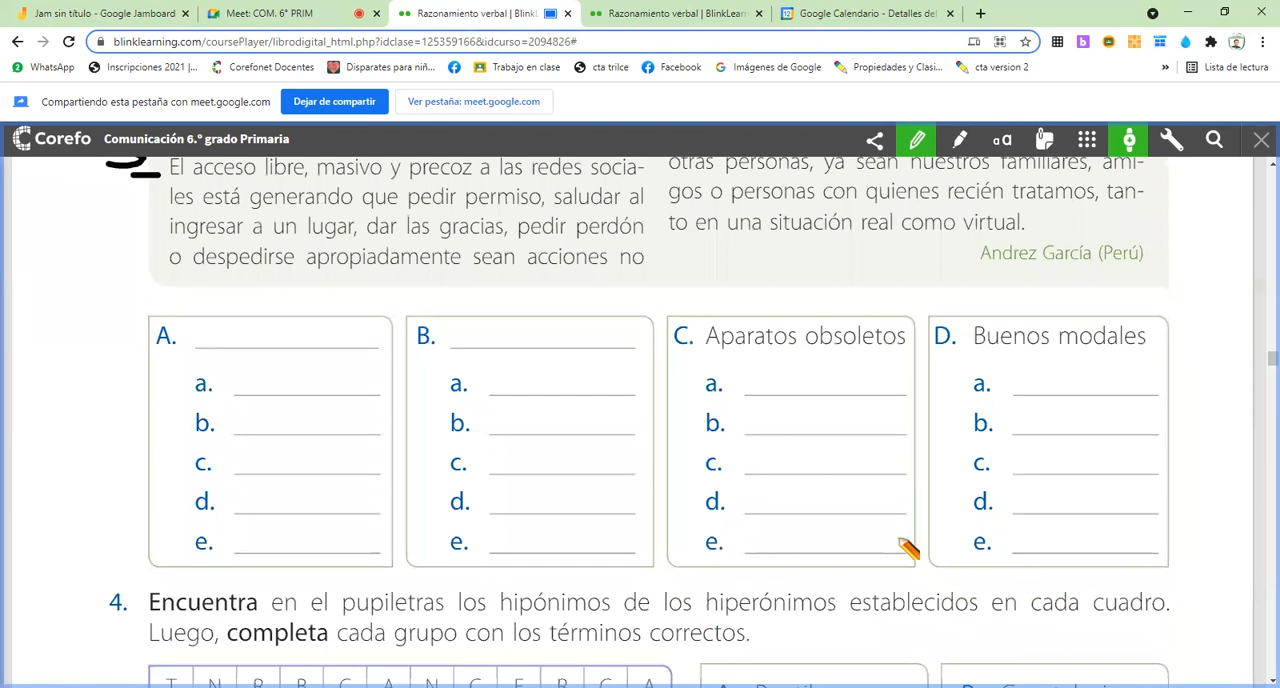 Jam sin título - Google Jamboard
Meet: COM. 6° PRIM
Razonamiento verbal | Blink
Razonamiento verbal | BlinkLear
Google Calendario - Detalles del
blinklearning.com/coursePlayer/librodigital_html.php?idclase=125359166&idcurso=2094826#
WhatsApp
Inscripciones 2021 |...
Corefonet Docentes
Disparates para niñ...
Trabajo en clase
cta trilce
Facebook
Imágenes de Google
Propiedades y Clasi...
cta version 2
»
Lista de lectura
Compartiendo esta pestaña con meet.google.com
Dejar de compartir
Ver pestaña: meet.google.com
Corefo
Comunicación 6.° grado Primaria
El acceso libre, masivo y precoz a las redes socia-
les está generando que pedir permiso, saludar al
ingresar a un lugar, dar las gracias, pedir perdón
o despedirse apropiadamente sean acciones no
otras personas, ya sean nuestros familiares, ami-
gos o personas con quienes recién tratamos, tan-
to en una situación real como virtual.
Andrez García (Perú)
A.
a.
b.
c.
d.
e.
B.
a.
b.
c.
d.
e.
C. Aparatos obsoletos
a.
b.
c.
d.
e.
D. Buenos modales
a.
b.
c.
d.
e.
4. Encuentra en el pupiletras los hipónimos de los hiperónimos establecidos en cada cuadro.
Luego, completa cada grupo con los términos correctos.